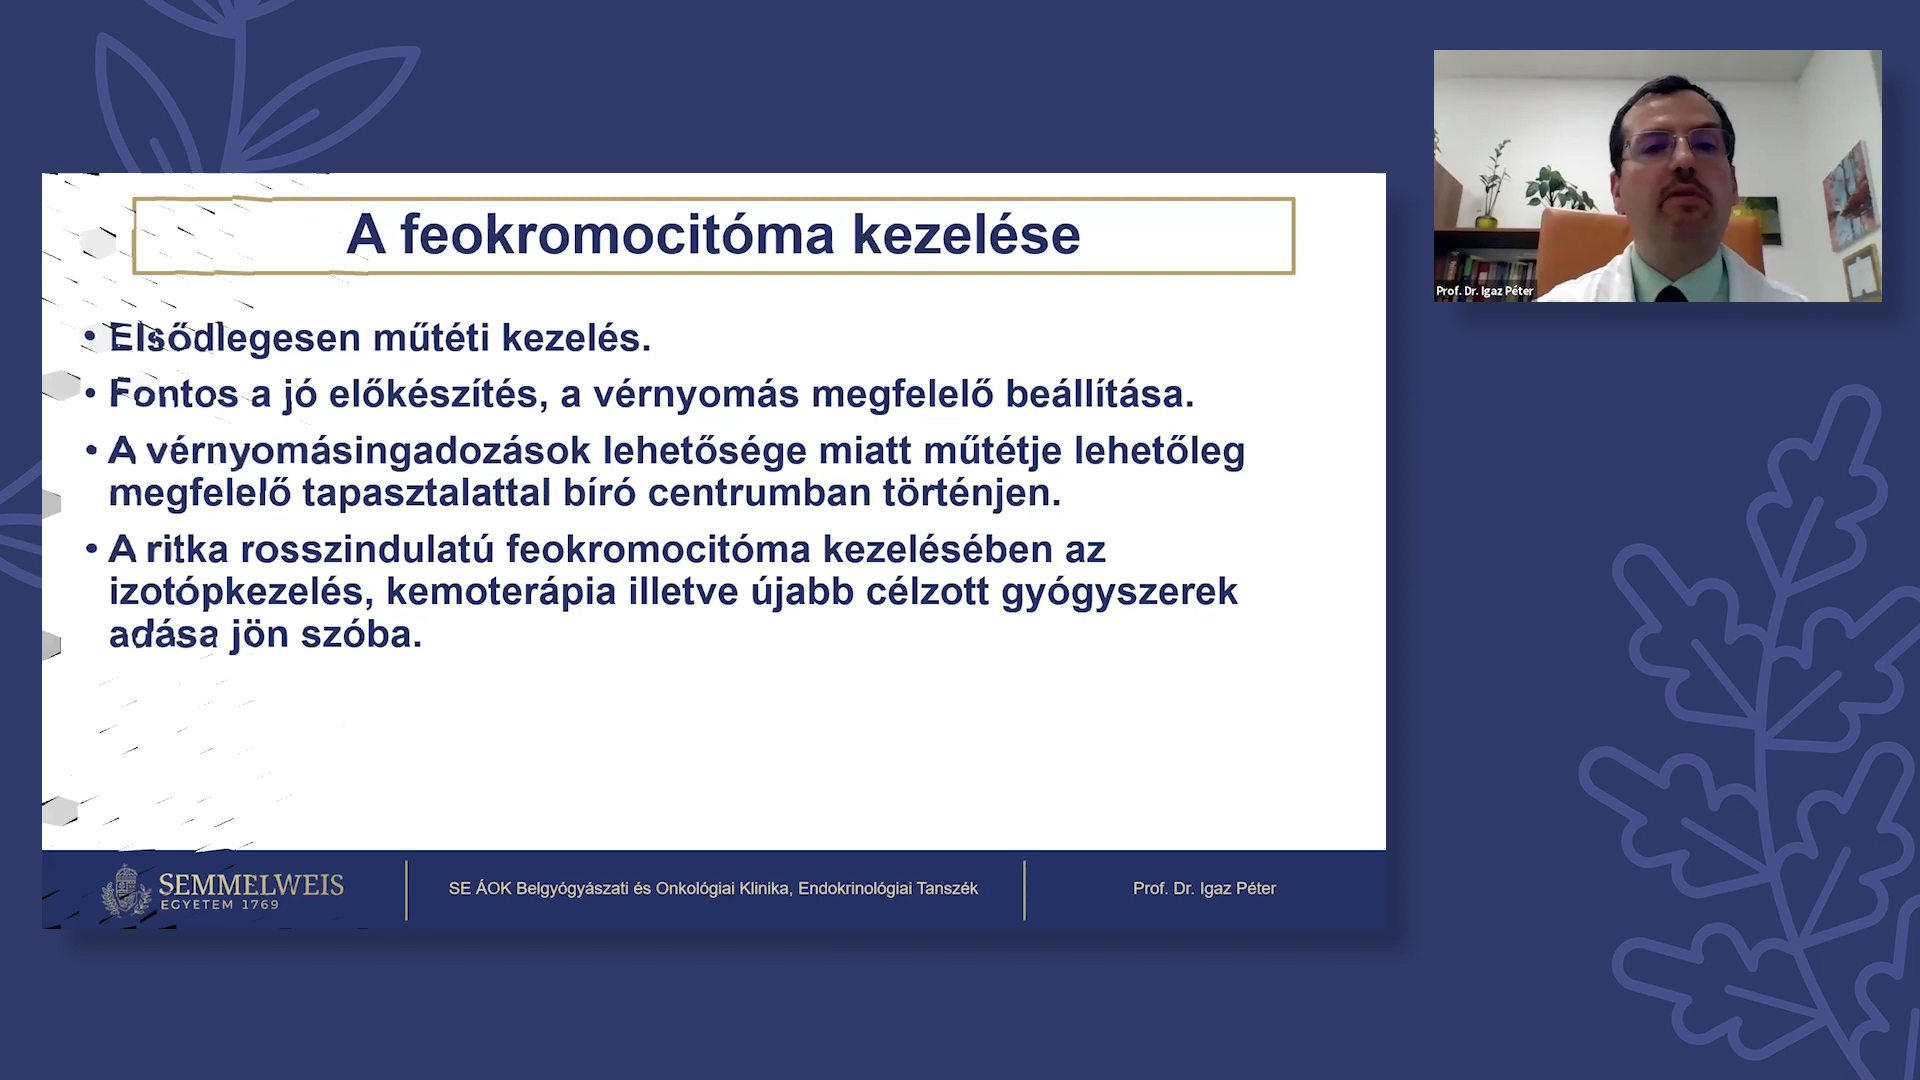 A feokromocitóma kezelése
• Elsődlegesen műtéti kezelés.
• Fontos a jó előkészítés, a vérnyomás megfelelő beállítása.
• A vérnyomásingadozások lehetősége miatt műtétje lehetőleg
megfelelő tapasztalattal bíró centrumban történjen.
• A ritka rosszindulatú feokromocitóma kezelésében az
izotópkezelés, kemoterápia illetve újabb célzott gyógyszerek
adása jön szóba.
SEMMELWEIS
EGYETEM 1769
SE ÁOK Belgyógyászati és Onkológiai Klinika, Endokrinológiai Tanszék
Prof. Dr. Igaz Péter
Prof. Dr. Igaz Péter